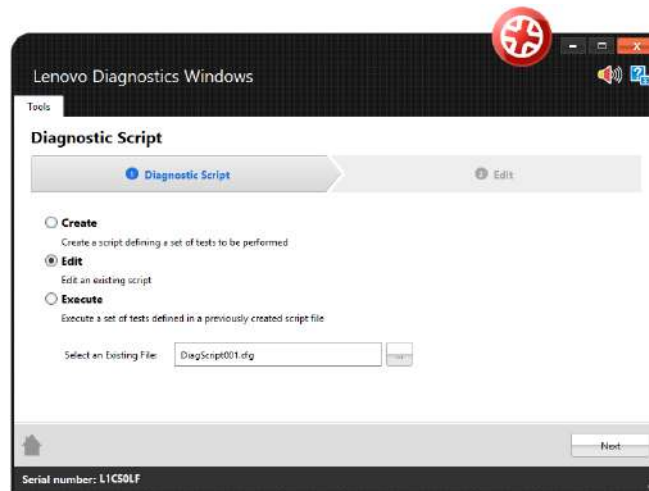 Lenovo Diagnostics Windows
Tools
Diagnostic Script
1 Diagnostic Script
2 Edit
Create
Create a script defining a set of tests to be performed
Edit
Edit an existing script
Execute
Execute a set of tests defined in a previously created script file
Select an Existing File: DiagScript001.cfg ...
Next
Serial number: L1C50LF